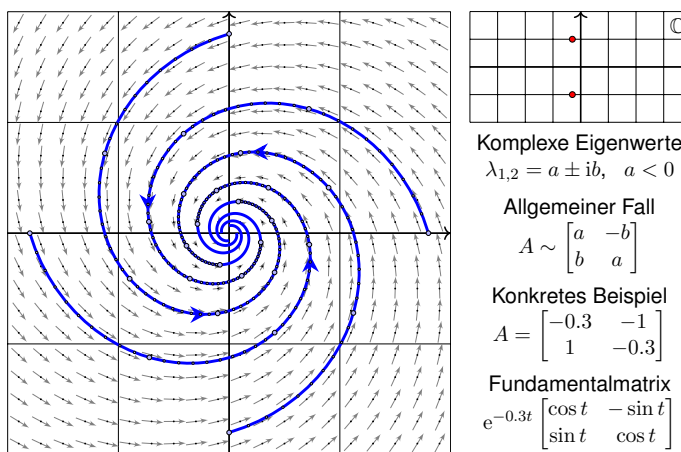 ℂ
Komplexe Eigenwerte
λ₁,₂ = a ± ib,   a < 0
Allgemeiner Fall
A ∼ [a −b; b a]
Konkretes Beispiel
A = [−0.3 −1; 1 −0.3]
Fundamentalmatrix
e^{−0.3t} [cos t − sin t; sin t cos t]